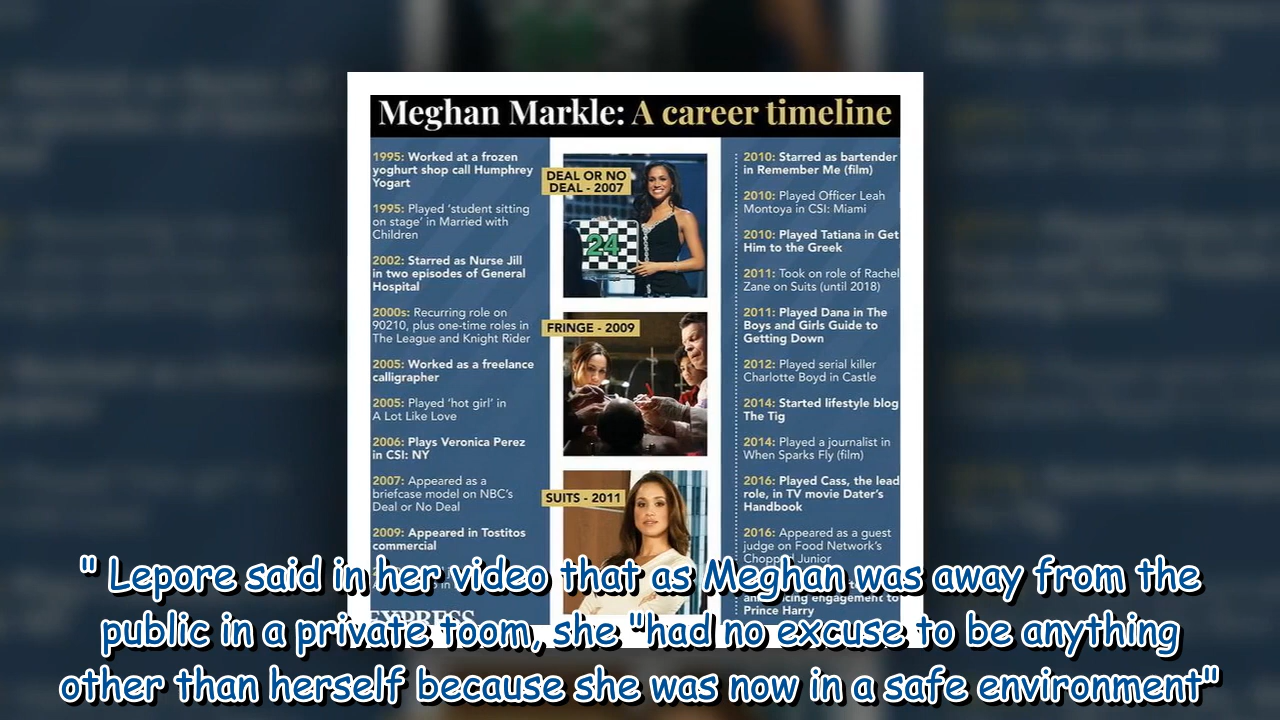 Meghan Markle: A career timeline
1995: Worked at a frozen
yoghurt shop call Humphrey
Yogart
1995: Played ‘student sitting
on stage’ in Married with
Children
2002: Starred as Nurse Jill
in two episodes of General
Hospital
2000s: Recurring role on
90210, plus one-time roles in
The League and Knight Rider
2005: Worked as a freelance
calligrapher
2005: Played ‘hot girl’ in
A Lot Like Love
2006: Plays Veronica Perez
in CSI: NY
2007: Appeared as a
briefcase model on NBC’s
Deal or No Deal
2009: Appeared in Tostitos
commercial
EXPRESS
DEAL OR NO
DEAL - 2007
24
FRINGE - 2009
SUITS - 2011
2010: Starred as bartender
in Remember Me (film)
2010: Played Officer Leah
Montoya in CSI: Miami
2010: Played Tatiana in Get
Him to the Greek
2011: Took on role of Rachel
Zane on Suits (until 2018)
2011: Played Dana in The
Boys and Girls Guide to
Getting Down
2012: Played serial killer
Charlotte Boyd in Castle
2014: Started lifestyle blog
The Tig
2014: Played a journalist in
When Sparks Fly (film)
2016: Played Cass, the lead
role, in TV movie Dater’s
Handbook
2016: Appeared as a guest
judge on Food Network’s
Chopped Junior
engagement to
Prince Harry
" Lepore said in her video that as Meghan was away from the
public in a private room, she "had no excuse to be anything
other than herself because she was now in a safe environment"